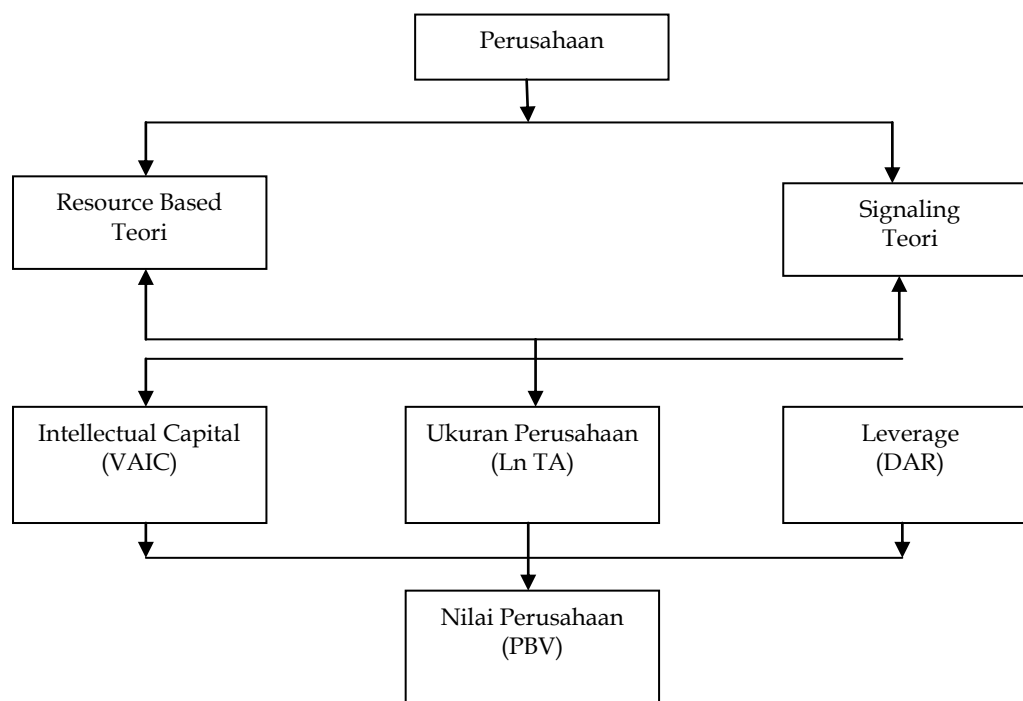 Perusahaan
Resource Based
Teori
Signaling
Teori
Intellectual Capital
(VAIC)
Ukuran Perusahaan
(Ln TA)
Leverage
(DAR)
Nilai Perusahaan
(PBV)